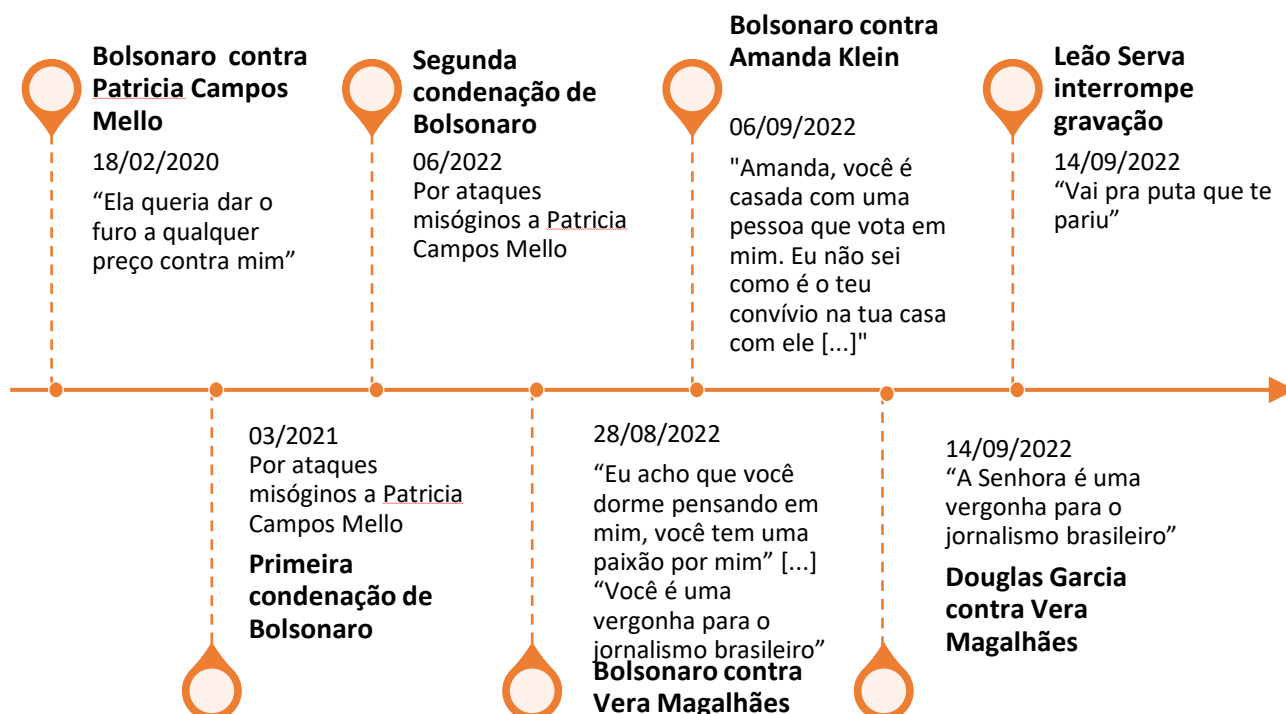 Bolsonaro contra
Patricia Campos
Mello
18/02/2020
“Ela queria dar o
furo a qualquer
preço contra mim”
Segunda
condenação de
Bolsonaro
06/2022
Por ataques
misóginos a Patricia
Campos Mello
Bolsonaro contra
Amanda Klein
06/09/2022
"Amanda, você é
casada com uma
pessoa que vota em
mim. Eu não sei
como é o teu
convívio na tua casa
com ele [...]"
Leão Serva
interrompe
gravação
14/09/2022
“Vai pra puta que te
pariu”
03/2021
Por ataques
misóginos a Patricia
Campos Mello
Primeira
condenação de
Bolsonaro
28/08/2022
“Eu acho que você
dorme pensando em
mim, você tem uma
paixão por mim” [...]
“Você é uma
vergonha para o
jornalismo brasileiro”
Bolsonaro contra
Vera Magalhães
14/09/2022
“A Senhora é uma
vergonha para o
jornalismo brasileiro”
Douglas Garcia
contra Vera
Magalhães